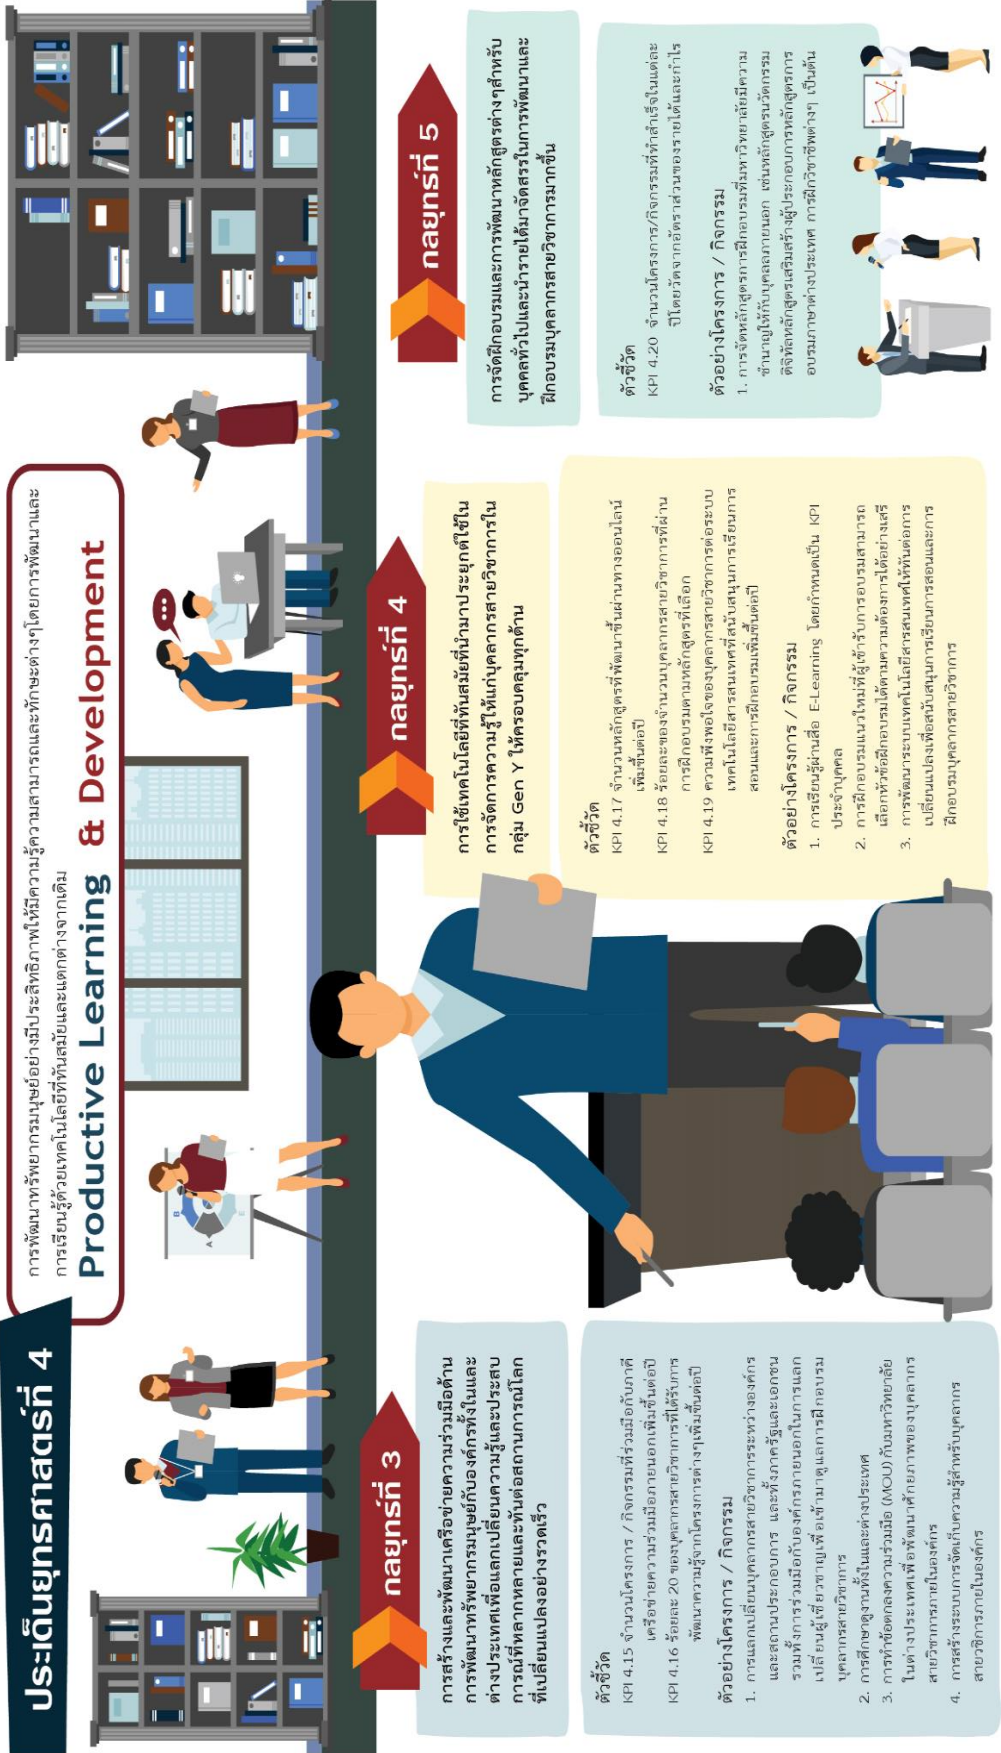 ประเด็นยุทธศาสตร์ที่ 4
การพัฒนาทรัพยากรมนุษย์อย่างมีประสิทธิภาพให้มีความรู้ความสามารถและทักษะต่างๆโดยการพัฒนาและ
การเรียนรู้ด้วยเทคโนโลยีที่ทันสมัยและแตกต่างจากเดิม
Productive Learning & Development
A
B
E
กลยุทธ์ที่ 3
การสร้างและพัฒนาเครือข่ายความร่วมมือด้าน
การพัฒนาทรัพยากรมนุษย์กับองค์กรทั้งในและ
ต่างประเทศเพื่อแลกเปลี่ยนความรู้และประสบ
การณ์ที่หลากหลายและทันต่อสถานการณ์โลก
ที่เปลี่ยนแปลงอย่างรวดเร็ว
ตัวชี้วัด
KPI 4.15 จำนวนโครงการ / กิจกรรมที่ร่วมมือกับภาคี
เครือข่ายความร่วมมือภายนอกเพิ่มขึ้นต่อปี
KPI 4.16 ร้อยละ 20 ของบุคลากรสายวิชาการที่ได้รับการ
พัฒนาความรู้จากโครงการต่างๆเพิ่มขึ้นต่อปี
ตัวอย่างโครงการ / กิจกรรม
1. การแลกเปลี่ยนบุคลากรสายวิชาการระหว่างองค์กร
และสถานประกอบการ และทั้งภาครัฐและเอกชน
รวมทั้งการร่วมมือกับองค์กรภายนอกในการแลก
เปลี่ยนผู้เชี่ยวชาญเพื่อเข้ามาดูแลการฝึกอบรม
บุคลากรสายวิชาการ
2. การศึกษาดูงานทั้งในและต่างประเทศ
3. การทำข้อตกลงความร่วมมือ (MOU) กับมหาวิทยาลัย
ในต่างประเทศเพื่อพัฒนาศักยภาพของบุคลากร
สายวิชาการภายในองค์กร
4. การสร้างระบบการจัดเก็บความรู้สำหรับบุคลากร
สายวิชาการภายในองค์กร
กลยุทธ์ที่ 4
การใช้เทคโนโลยีที่ทันสมัยที่นำมาประยุกต์ใช้ใน
การจัดการความรู้ให้แก่บุคลากรสายวิชาการใน
กลุ่ม Gen Y ให้ครอบคลุมทุกด้าน
ตัวชี้วัด
KPI 4.17 จำนวนหลักสูตรที่พัฒนาขึ้นผ่านทางออนไลน์
เพิ่มขึ้นต่อปี
KPI 4.18 ร้อยละของจำนวนบุคลากรสายวิชาการที่ผ่าน
การฝึกอบรมตามหลักสูตรที่เลือก
KPI 4.19 ความพึงพอใจของบุคลากรสายวิชาการต่อระบบ
เทคโนโลยีสารสนเทศที่สนับสนุนการเรียนการ
สอนและการฝึกอบรมเพิ่มขึ้นต่อปี
ตัวอย่างโครงการ / กิจกรรม
1. การเรียนรู้ผ่านสื่อ E-Learning โดยกำหนดเป็น KPI
ประจำบุคคล
2. การฝึกอบรมแนวใหม่ที่ผู้เข้ารับการอบรมสามารถ
เลือกหัวข้อฝึกอบรมได้ตามความต้องการได้อย่างเสรี
3. การพัฒนาระบบเทคโนโลยีสารสนเทศให้ทันต่อการ
เปลี่ยนแปลงเพื่อสนับสนุนการเรียนการสอนและการ
ฝึกอบรมบุคลากรสายวิชาการ
กลยุทธ์ที่ 5
การจัดฝึกอบรมและการพัฒนาหลักสูตรต่างๆสำหรับ
บุคคลทั่วไปและนำรายได้มาจัดสรรในการพัฒนาและ
ฝึกอบรมบุคลากรสายวิชาการมากขึ้น
ตัวชี้วัด
KPI 4.20 จำนวนโครงการ/กิจกรรมที่ทำสำเร็จในแต่ละ
ปีโดยวัดจากอัตราส่วนของรายได้และกำไร
ตัวอย่างโครงการ / กิจกรรม
1. การจัดหลักสูตรการฝึกอบรมที่มหาวิทยาลัยมีความ
ชำนาญให้กับบุคคลภายนอก เช่นหลักสูตรนวัตกรรม
ดิจิทัลหลักสูตรเสริมสร้างผู้ประกอบการหลักสูตรการ
อบรมภาษาต่างประเทศ การฝึกวิชาชีพต่างๆ เป็นต้น